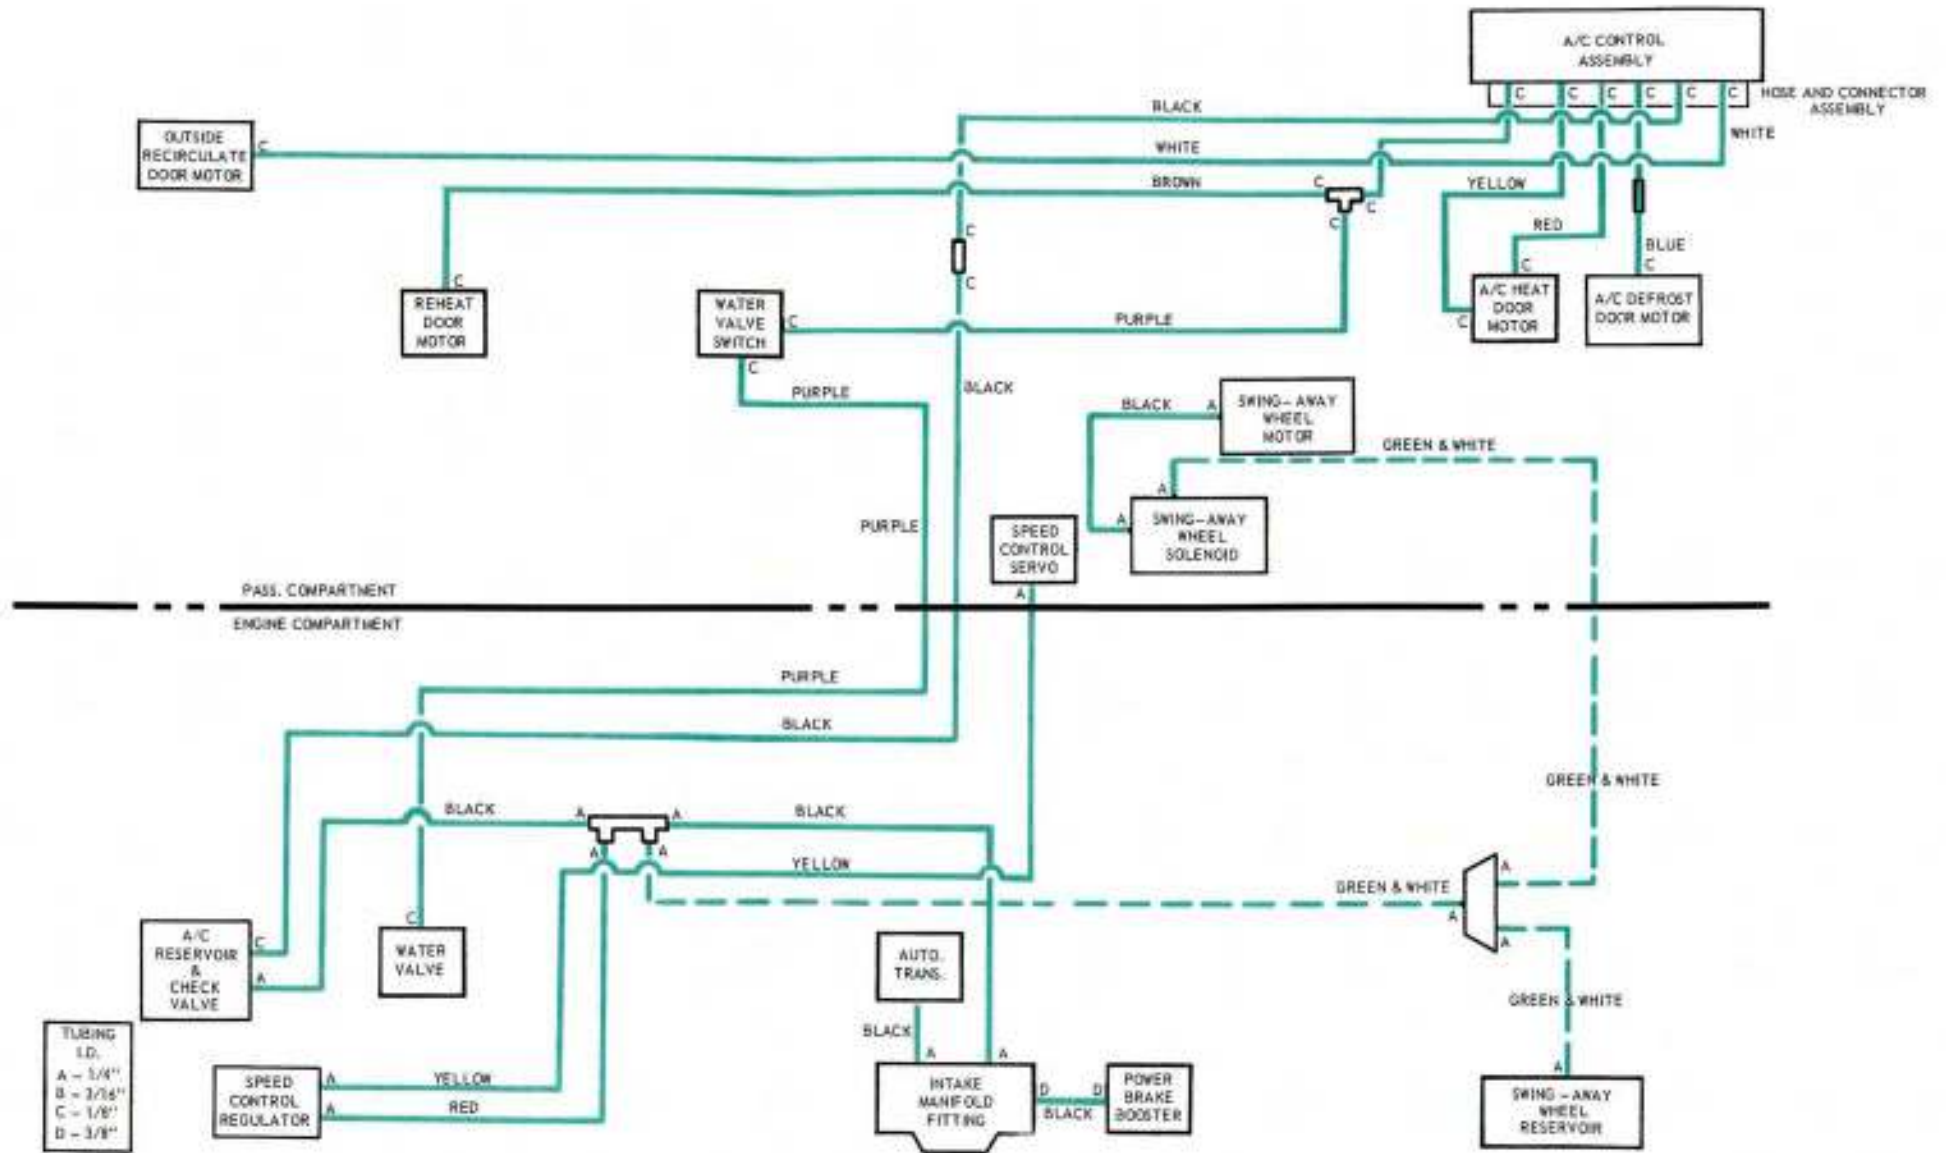 A/C CONTROL
ASSEMBLY
C C C C C C
HOSE AND CONNECTOR
ASSEMBLY
BLACK
WHITE
OUTSIDE
RECIRCULATE
DOOR MOTOR
C
WHITE
BROWN
C
C
C
YELLOW
RED
BLUE
C
C
C
C
C
C
REHEAT
DOOR
MOTOR
WATER
VALVE
SWITCH
C
C
PURPLE
A/C HEAT
DOOR
MOTOR
A/C DEFROST
DOOR MOTOR
PURPLE
BLACK
BLACK
A
SWING-AWAY
WHEEL
MOTOR
GREEN & WHITE
A
A
SWING-AWAY
WHEEL
SOLENOID
PURPLE
SPEED
CONTROL
SERVO
A
PASS. COMPARTMENT
ENGINE COMPARTMENT
PURPLE
BLACK
GREEN & WHITE
BLACK
A
A
BLACK
A
A
YELLOW
A
GREEN & WHITE
A
A
A/C
RESERVOIR
&
CHECK
VALVE
C
A
C
WATER
VALVE
AUTO.
TRANS.
GREEN & WHITE
BLACK
A
A
A
TUBING
I.D.
A - 1/4"
B - 3/16"
C - 1/8"
D - 3/8"
SPEED
CONTROL
REGULATOR
A
A
YELLOW
RED
INTAKE
MANIFOLD
FITTING
D
D
BLACK
POWER
BRAKE
BOOSTER
SWING-AWAY
WHEEL
RESERVOIR